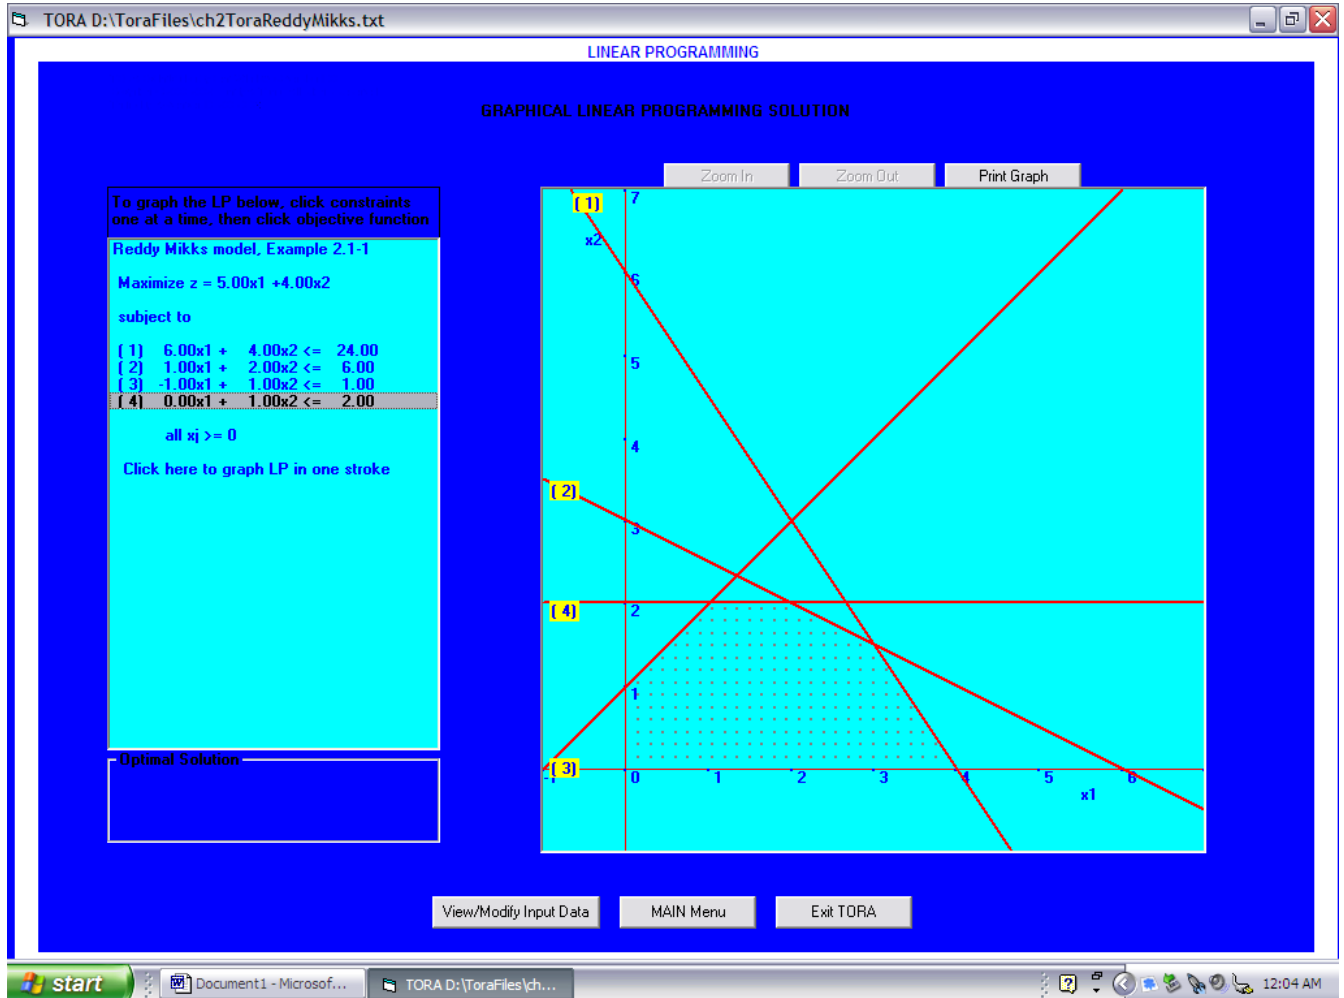 TORA D:\ToraFiles\ch2ToraReddyMikks.txt
LINEAR PROGRAMMING
GRAPHICAL LINEAR PROGRAMMING SOLUTION
Zoom In Zoom Out Print Graph
To graph the LP below, click constraints
one at a time, then click objective function
Reddy Mikks model, Example 2.1-1
Maximize z = 5.00x1 +4.00x2
subject to
( 1) 6.00x1 + 4.00x2 <= 24.00
( 2) 1.00x1 + 2.00x2 <= 6.00
( 3) -1.00x1 + 1.00x2 <= 1.00
( 4) 0.00x1 + 1.00x2 <= 2.00
all xj >= 0
Click here to graph LP in one stroke
Optimal Solution
( 1) 7
x2
6
5
4
( 2)
3
( 4) 2
1
( 3)
-1 0 1 2 3 4 5 6
x1
View/Modify Input Data MAIN Menu Exit TORA
start Document1 - Microsof... TORA D:\ToraFiles\ch... 12:04 AM